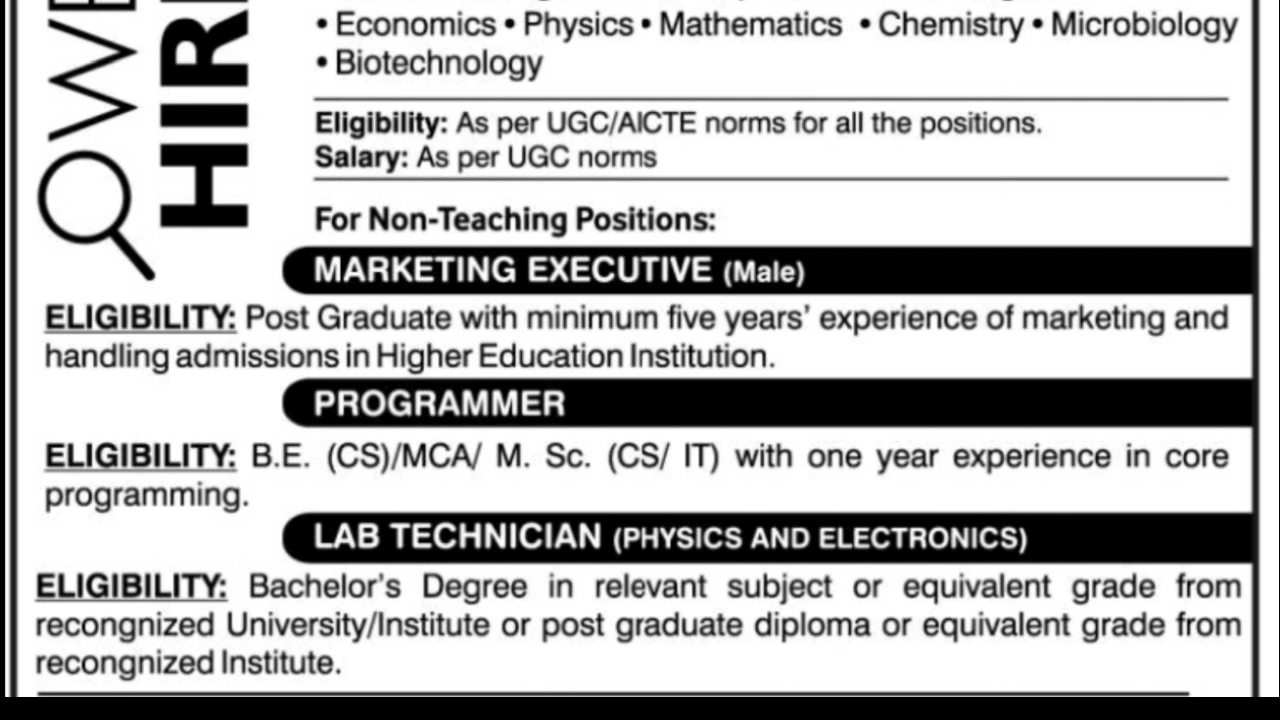 WE
HIR
• Economics • Physics • Mathematics • Chemistry • Microbiology
• Biotechnology
Eligibility: As per UGC/AICTE norms for all the positions.
Salary: As per UGC norms
For Non-Teaching Positions:
MARKETING EXECUTIVE (Male)
ELIGIBILITY: Post Graduate with minimum five years' experience of marketing and
handling admissions in Higher Education Institution.
PROGRAMMER
ELIGIBILITY: B.E. (CS)/MCA/ M. Sc. (CS/ IT) with one year experience in core
programming.
LAB TECHNICIAN (PHYSICS AND ELECTRONICS)
ELIGIBILITY: Bachelor's Degree in relevant subject or equivalent grade from
recongnized University/Institute or post graduate diploma or equivalent grade from
recongnized Institute.